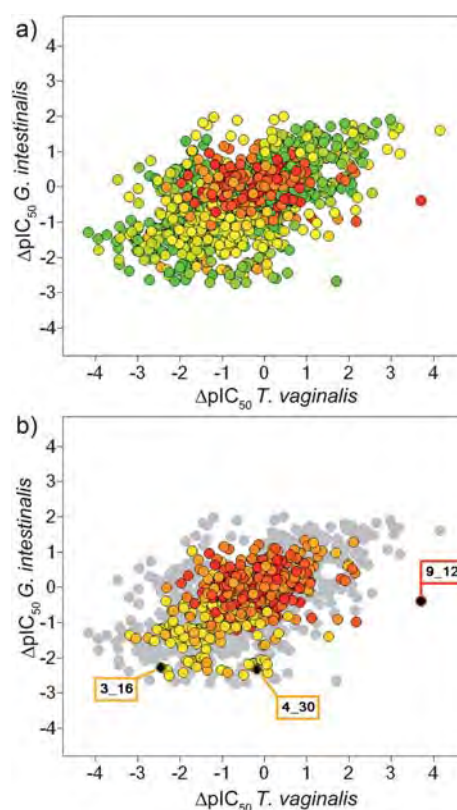 a)
4
3
2
1
0
-1
-2
-3
-4
ΔpIC50 G. intestinalis
-4 -3 -2 -1 0 1 2 3 4
ΔpIC50 T. vaginalis
b)
4
3
2
1
0
-1
-2
-3
-4
ΔpIC50 G. intestinalis
9_12
3_16
4_30
-4 -3 -2 -1 0 1 2 3 4
ΔpIC50 T. vaginalis